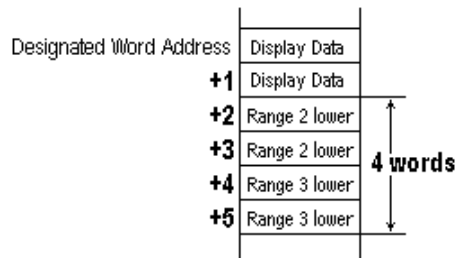 Designated Word Address Display Data
+1 Display Data
+2 Range 2 lower
+3 Range 2 lower
4 words
+4 Range 3 lower
+5 Range 3 lower